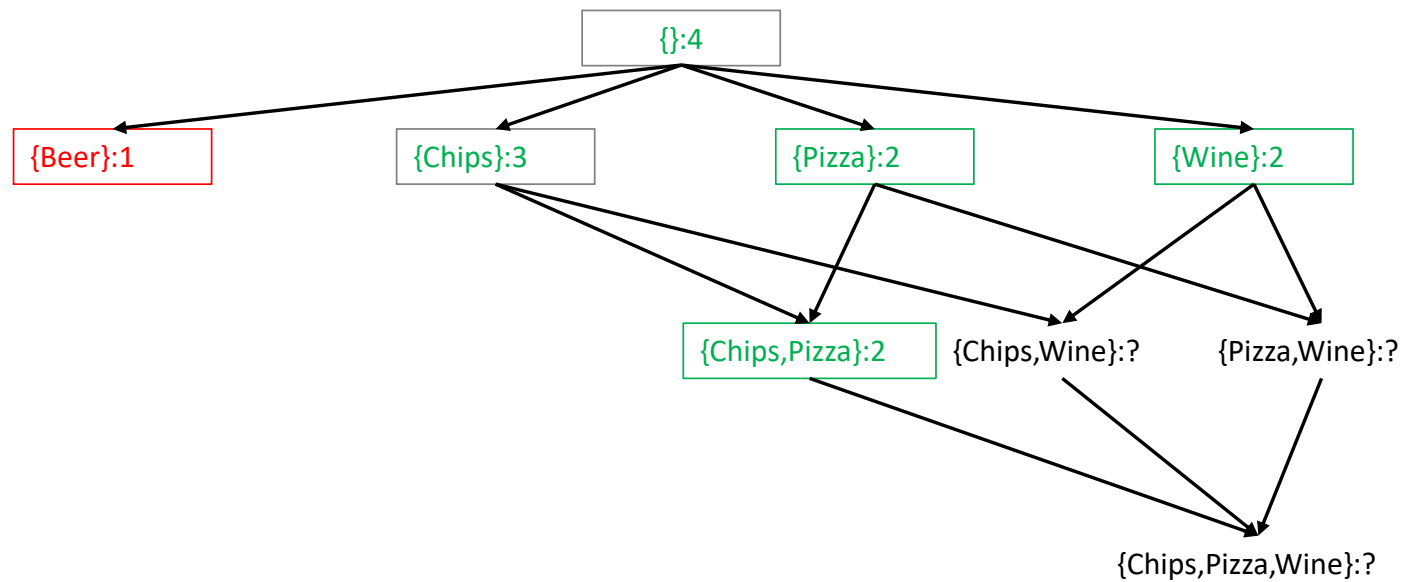 {}:4
{Beer}:1
{Chips}:3
{Pizza}:2
{Wine}:2
{Chips,Pizza}:2
{Chips,Wine}:?
{Pizza,Wine}:?
{Chips,Pizza,Wine}:?